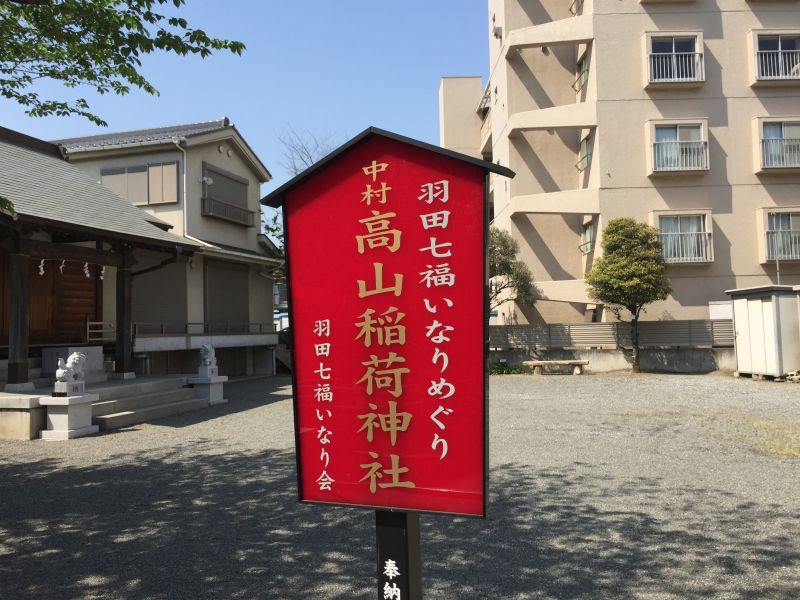 羽田七福いなりめぐり
中村
高山稲荷神社
羽田七福いなり会
奉納